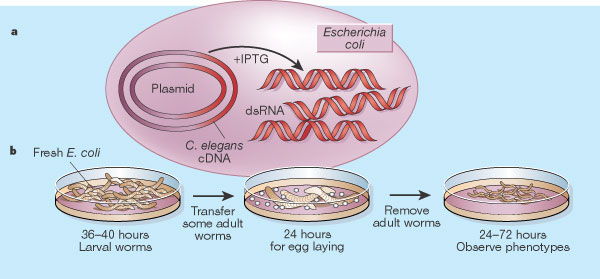 a
Escherichia
coli
+IPTG
Plasmid
dsRNA
C. elegans
cDNA
b
Fresh E. coli
36–40 hours
Larval worms
Transfer
some adult
worms
24 hours
for egg laying
Remove
adult worms
24–72 hours
Observe phenotypes